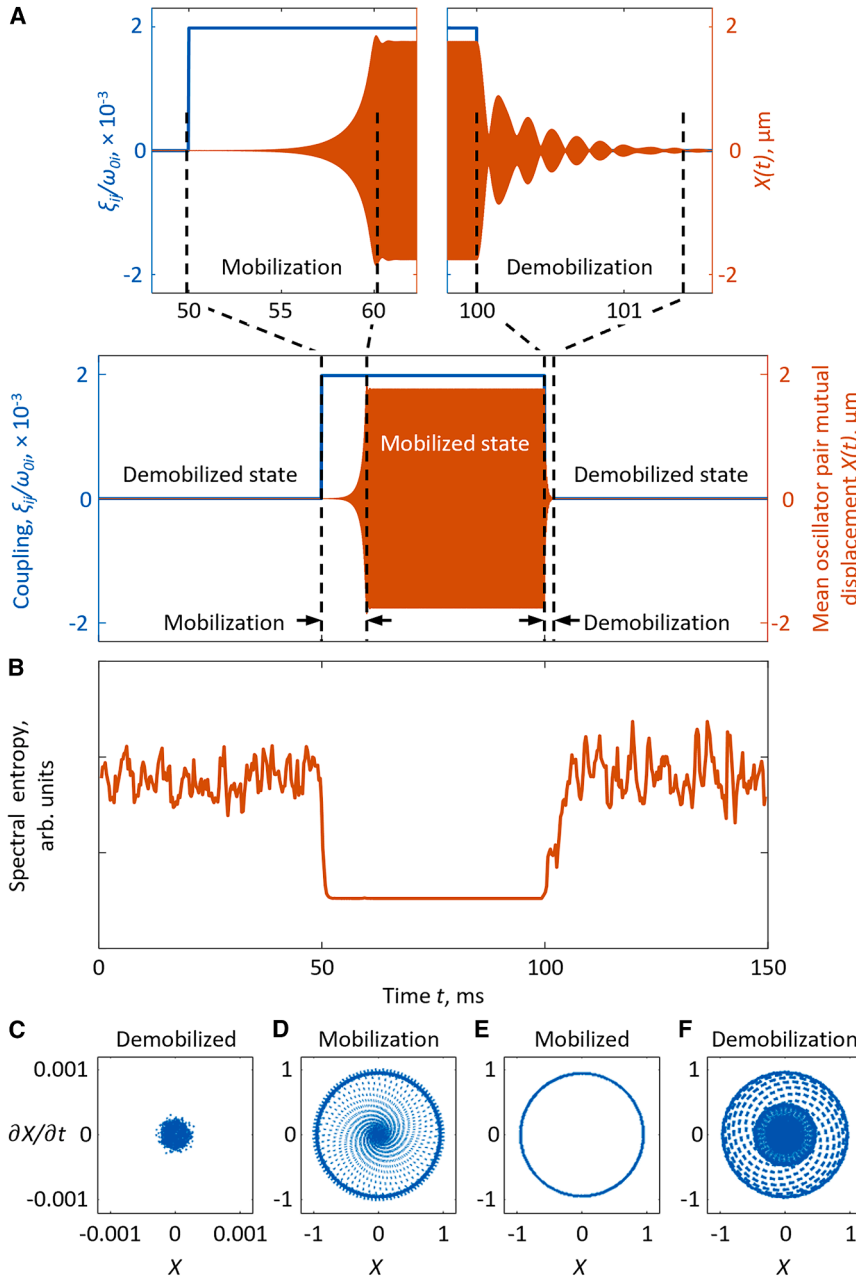 A
2
0
-2
ξij/ω0i, × 10-3
2
0
-2
X(t), µm
Mobilization
Demobilization
50
55
60
100
101
2
0
-2
Coupling, ξij/ω0i, × 10-3
2
0
-2
Mean oscillator pair mutual
displacement X(t), µm
Mobilized state
Demobilized state
Demobilized state
Mobilization
Demobilization
B
Spectral entropy,
arb. units
0
50
100
150
Time t, ms
C
Demobilized
0.001
0
-0.001
∂X/∂t
-0.001
0
0.001
X
D
Mobilization
1
0
-1
-1
0
1
X
E
Mobilized
1
0
-1
-1
0
1
X
F
Demobilization
1
0
-1
-1
0
1
X